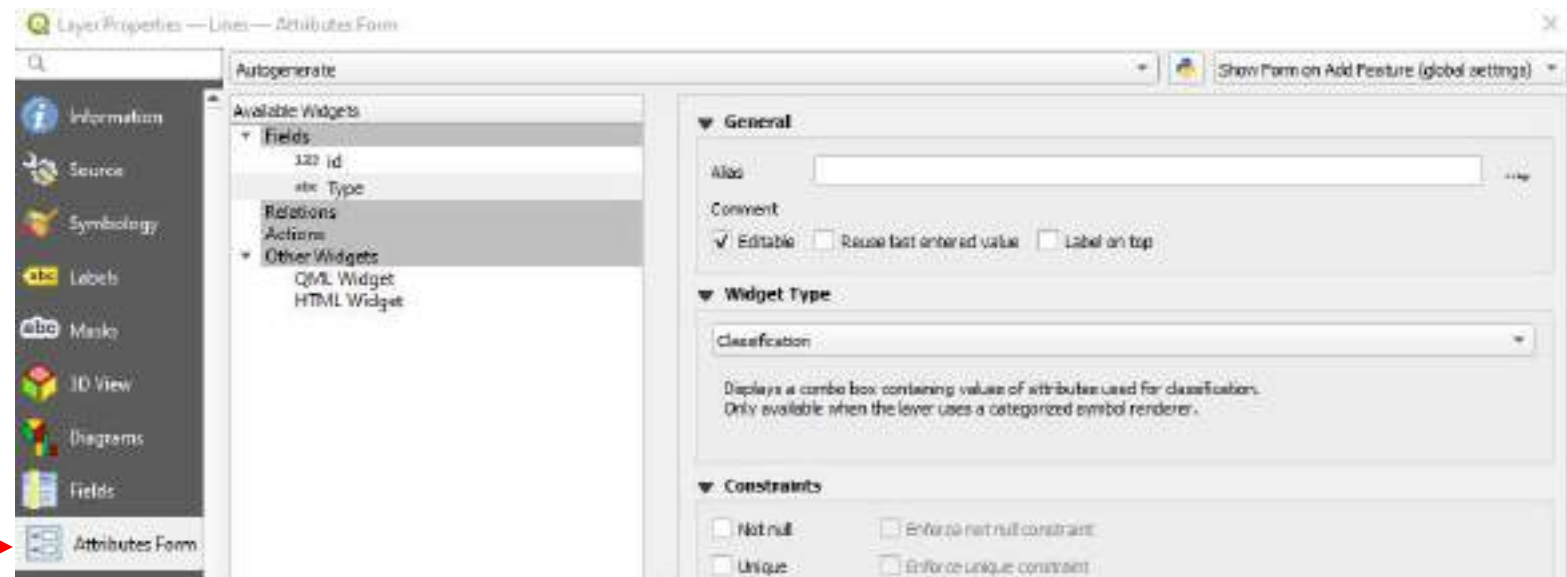 Layer Properties — Lines — Attributes Form
Autogenerate
Show Form on Add Feature (global settings)
Information
Source
Symbology
Labels
Masks
3D View
Diagrams
Fields
Attributes Form
Available Widgets
Fields
123 id
abc Type
Relations
Actions
Other Widgets
QML Widget
HTML Widget
General
Alias
Comment
Editable Reuse last entered value Label on top
Widget Type
Classification
Displays a combo box containing values of attributes used for classification.
Only available when the layer uses a categorized symbol renderer.
Constraints
Not null Enforce not null constraint
Unique Enforce unique constraint